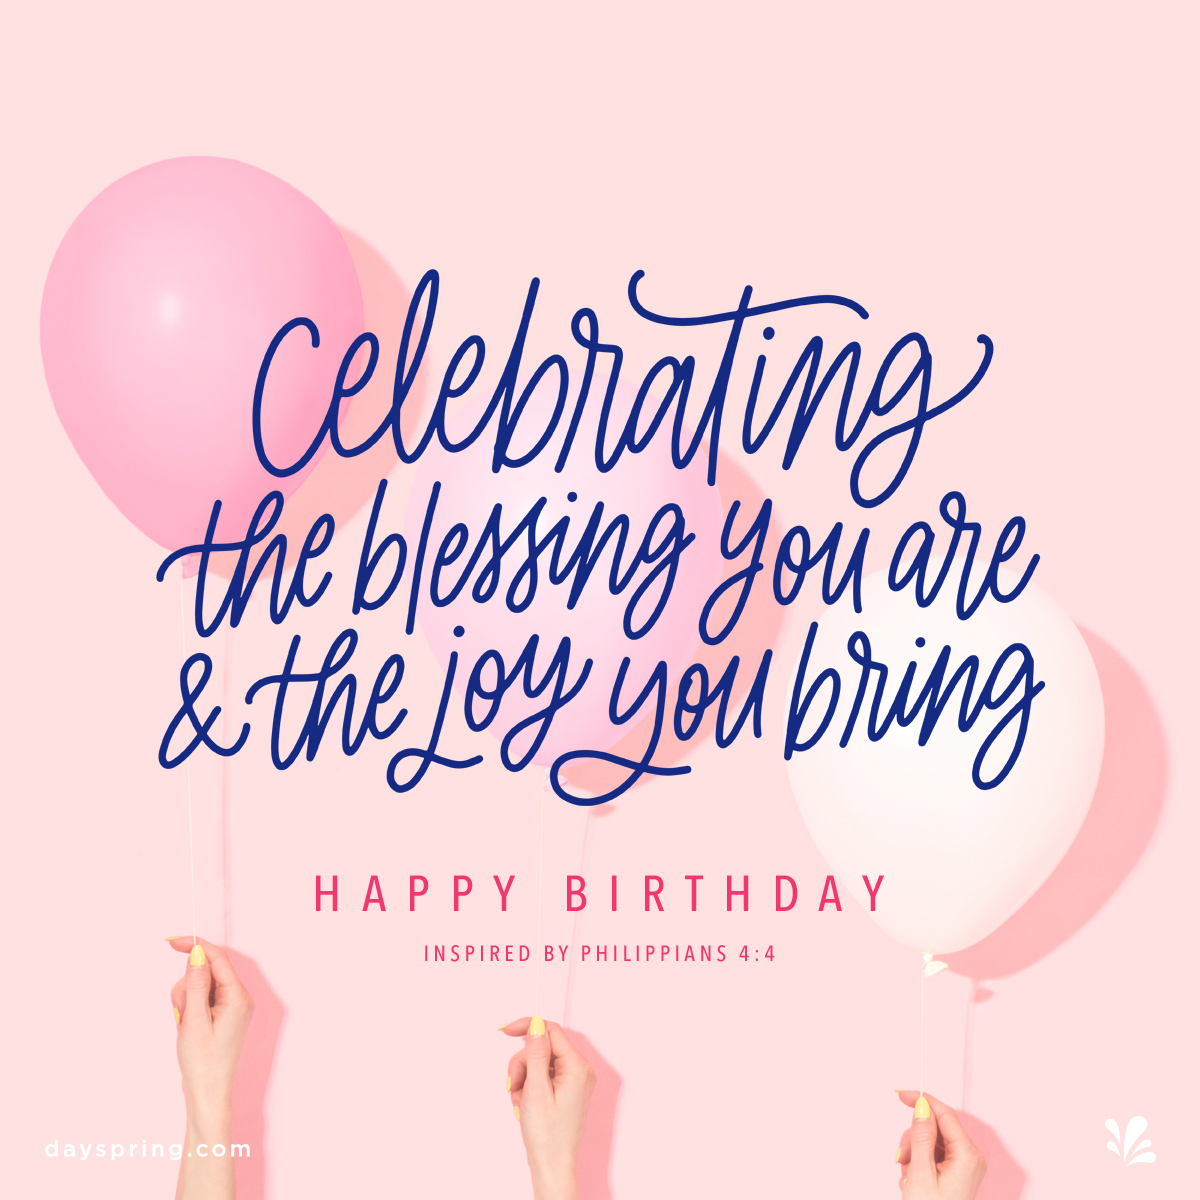 Celebrating
the blessing you are
& the joy you bring
HAPPY BIRTHDAY
INSPIRED BY PHILIPPIANS 4:4
dayspring.com